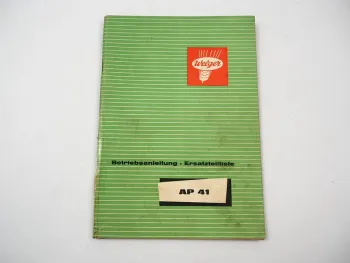 Welger
Betriebsanleitung • Ersatzteilliste
AP 41